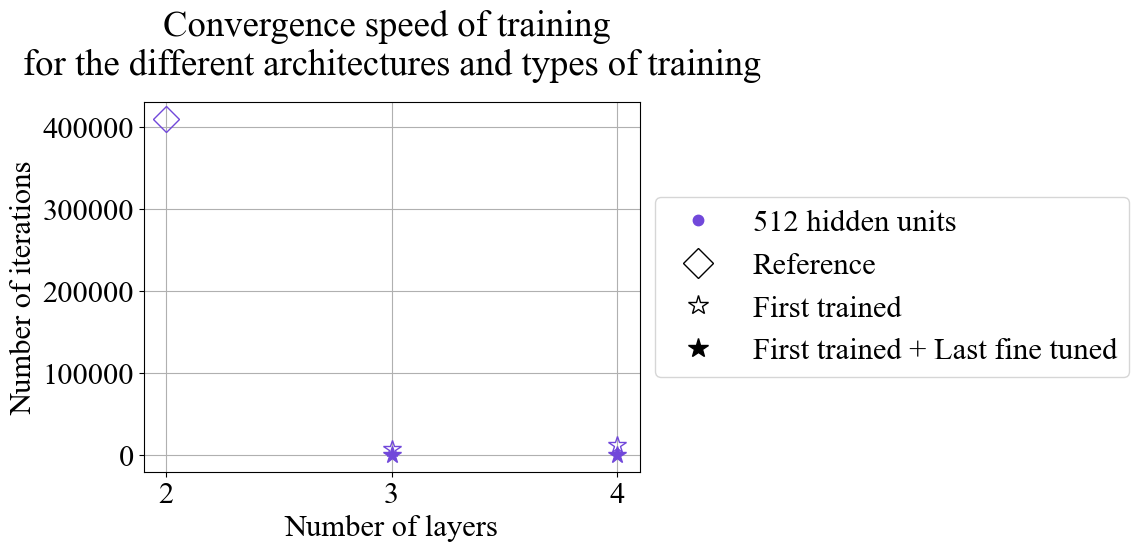 Convergence speed of training
for the different architectures and types of training
Number of iterations
400000
300000
200000
100000
0
2 3 4
Number of layers
512 hidden units
Reference
First trained
First trained + Last fine tuned